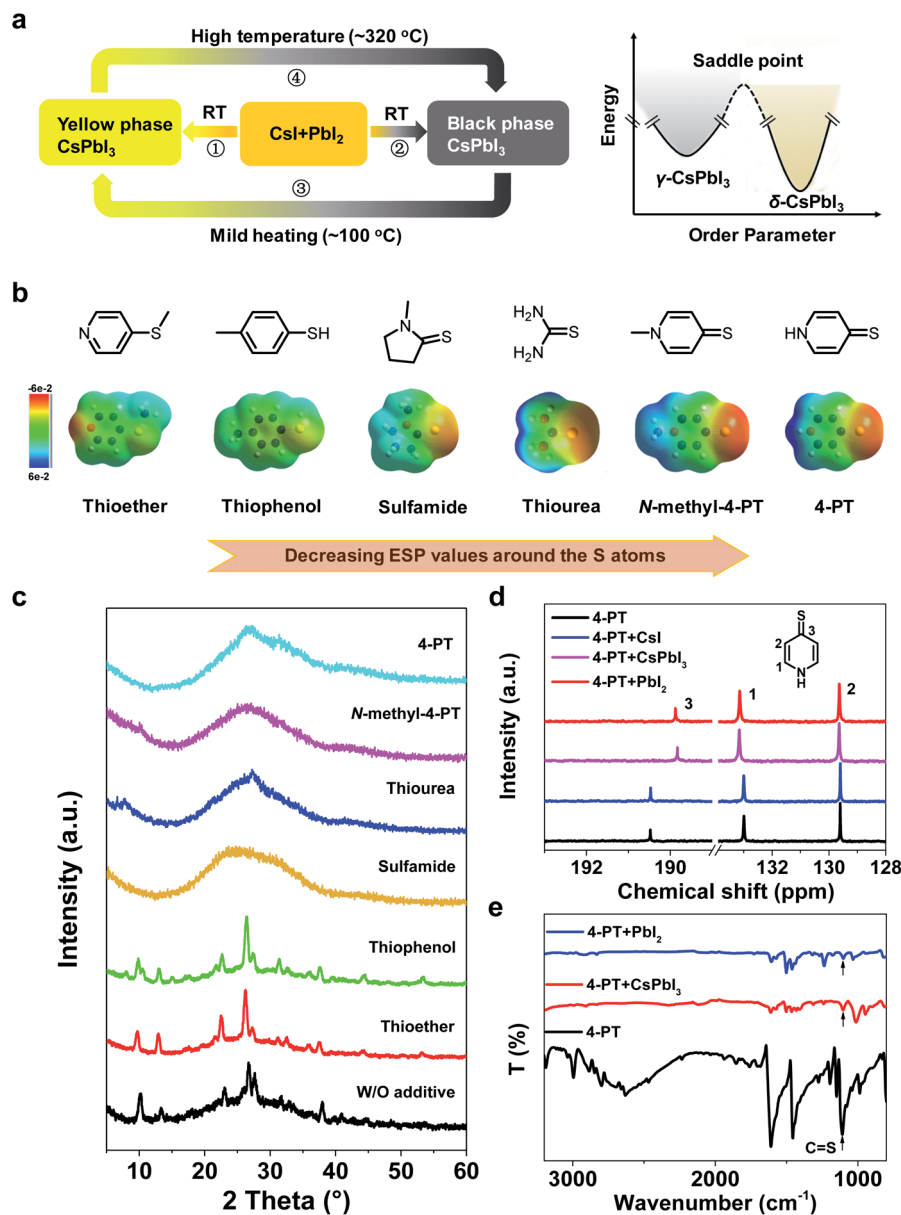 a
High temperature (~320 °C)
④
Yellow phase
CsPbI₃
RT
①
CsI+PbI₂
RT
②
Black phase
CsPbI₃
③
Mild heating (~100 °C)
Energy
Saddle point
γ-CsPbI₃
δ-CsPbI₃
Order Parameter
b
N
S
SH
N
S
H₂N
S
H₂N
N
S
HN
S
-6e-2
6e-2
Thioether
Thiophenol
Sulfamide
Thiourea
N-methyl-4-PT
4-PT
Decreasing ESP values around the S atoms
c
Intensity (a.u.)
4-PT
N-methyl-4-PT
Thiourea
Sulfamide
Thiophenol
Thioether
W/O additive
10 20 30 40 50 60
2 Theta (°)
d
Intensity (a.u.)
4-PT
4-PT+CsI
4-PT+CsPbI₃
4-PT+PbI₂
S
3
2
1
N
H
3
1
2
192 190 131 128
Chemical shift (ppm)
e
T (%)
4-PT+PbI₂
4-PT+CsPbI₃
4-PT
C=S
3000 2000 1000
Wavenumber (cm⁻¹)